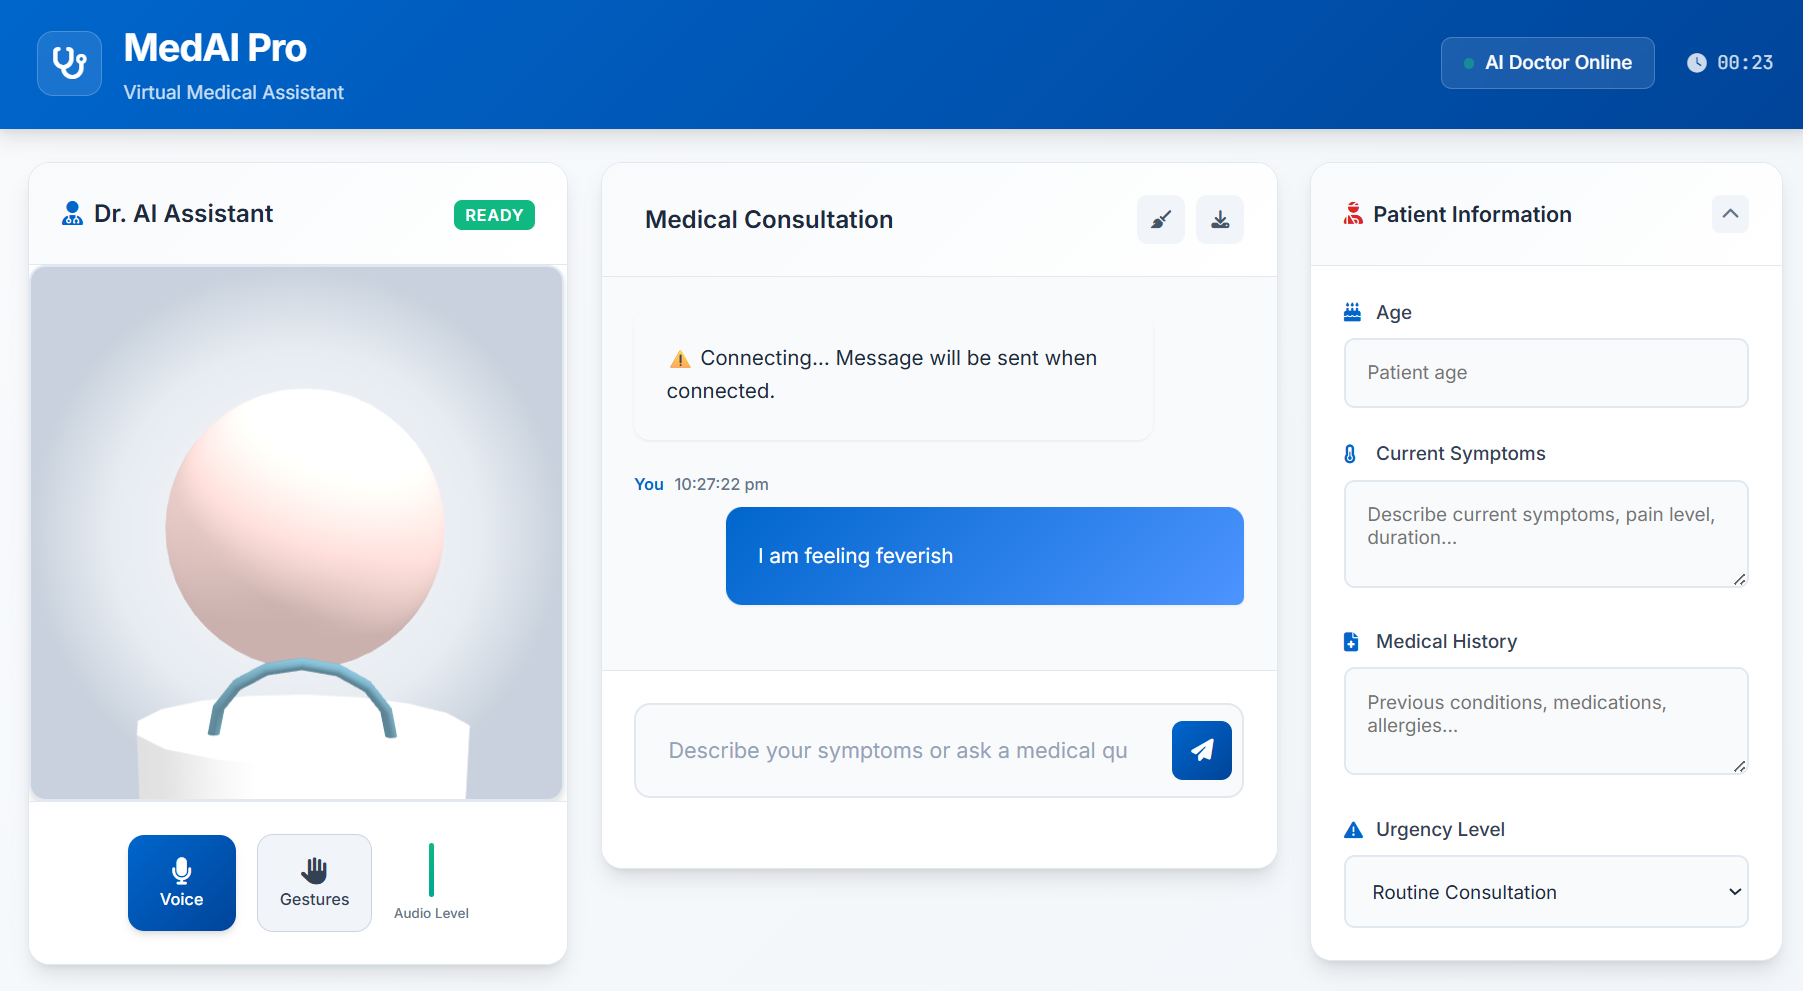 MedAI Pro
Virtual Medical Assistant
AI Doctor Online
00:23
Dr. AI Assistant
READY
Voice
Gestures
Audio Level
Medical Consultation
Connecting... Message will be sent when
connected.
You 10:27:22 pm
I am feeling feverish
Describe your symptoms or ask a medical qu
Patient Information
Age
Patient age
Current Symptoms
Describe current symptoms, pain level,
duration...
Medical History
Previous conditions, medications,
allergies...
Urgency Level
Routine Consultation